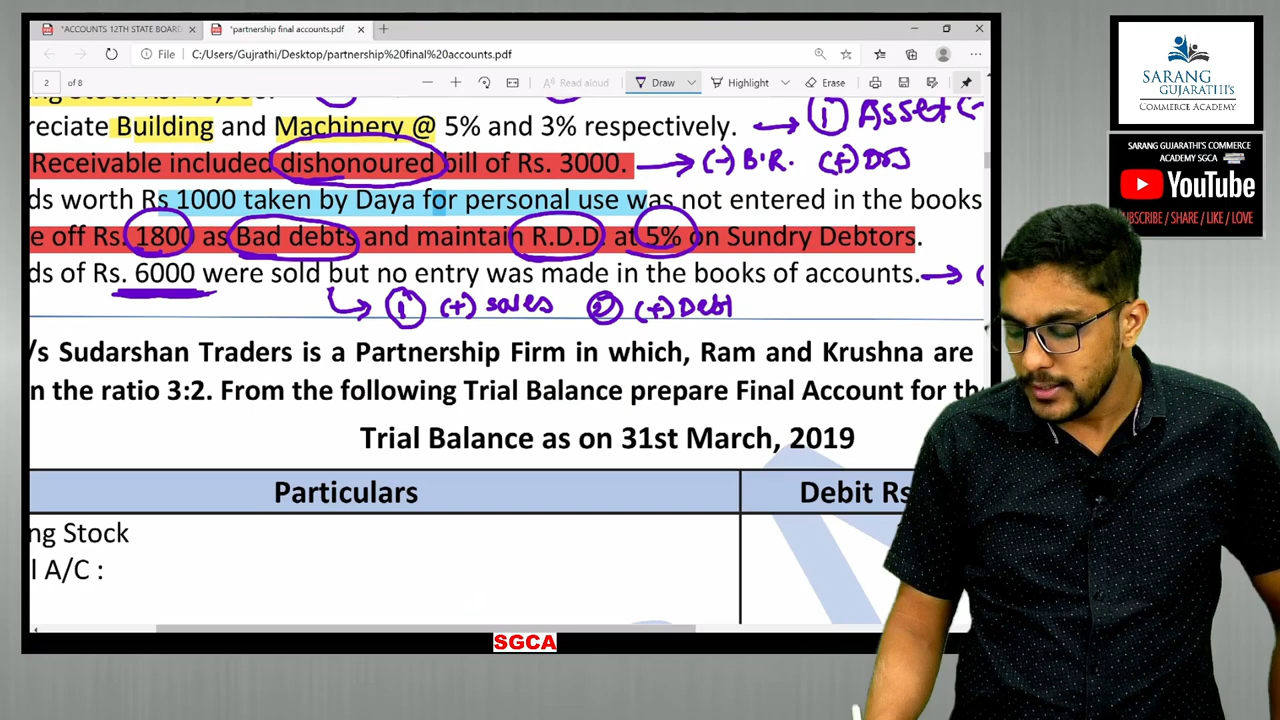 "ACCOUNTS 12TH STATE BOARD
"partnership final accounts.pdf
File C:/Users/Gujrathi/Desktop/partnership%20final%20accounts.pdf
2 of 8 Read aloud Draw Highlight Erase
reciate Building and Machinery @ 5% and 3% respectively. → ① Asset (-
Receivable included dishonoured bill of Rs. 3000. → (-) B.R. (+) Drs
ds worth Rs 1000 taken by Daya for personal use was not entered in the books
e off Rs. 1800 as Bad debts and maintain R.D.D. at 5% on Sundry Debtors.
ds of Rs. 6000 were sold but no entry was made in the books of accounts. →
① (+) sales ② (+) Debt
/s Sudarshan Traders is a Partnership Firm in which, Ram and Krushna are
n the ratio 3:2. From the following Trial Balance prepare Final Account for th
Trial Balance as on 31st March, 2019
Particulars Debit Rs
ng Stock
l A/C :
SGCA
SARANG
GUJARATHI'S
COMMERCE ACADEMY
SARANG GUJARATHI'S COMMERCE
ACADEMY SGCA
YouTube
SUBSCRIBE / SHARE / LIKE / LOVE